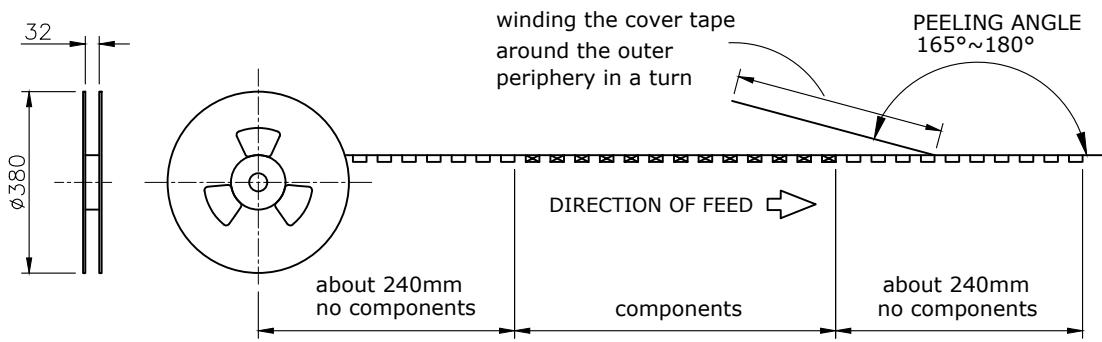 32
ø380
winding the cover tape
around the outer
periphery in a turn
PEELING ANGLE
165°~180°
DIRECTION OF FEED
about 240mm
no components
components
about 240mm
no components